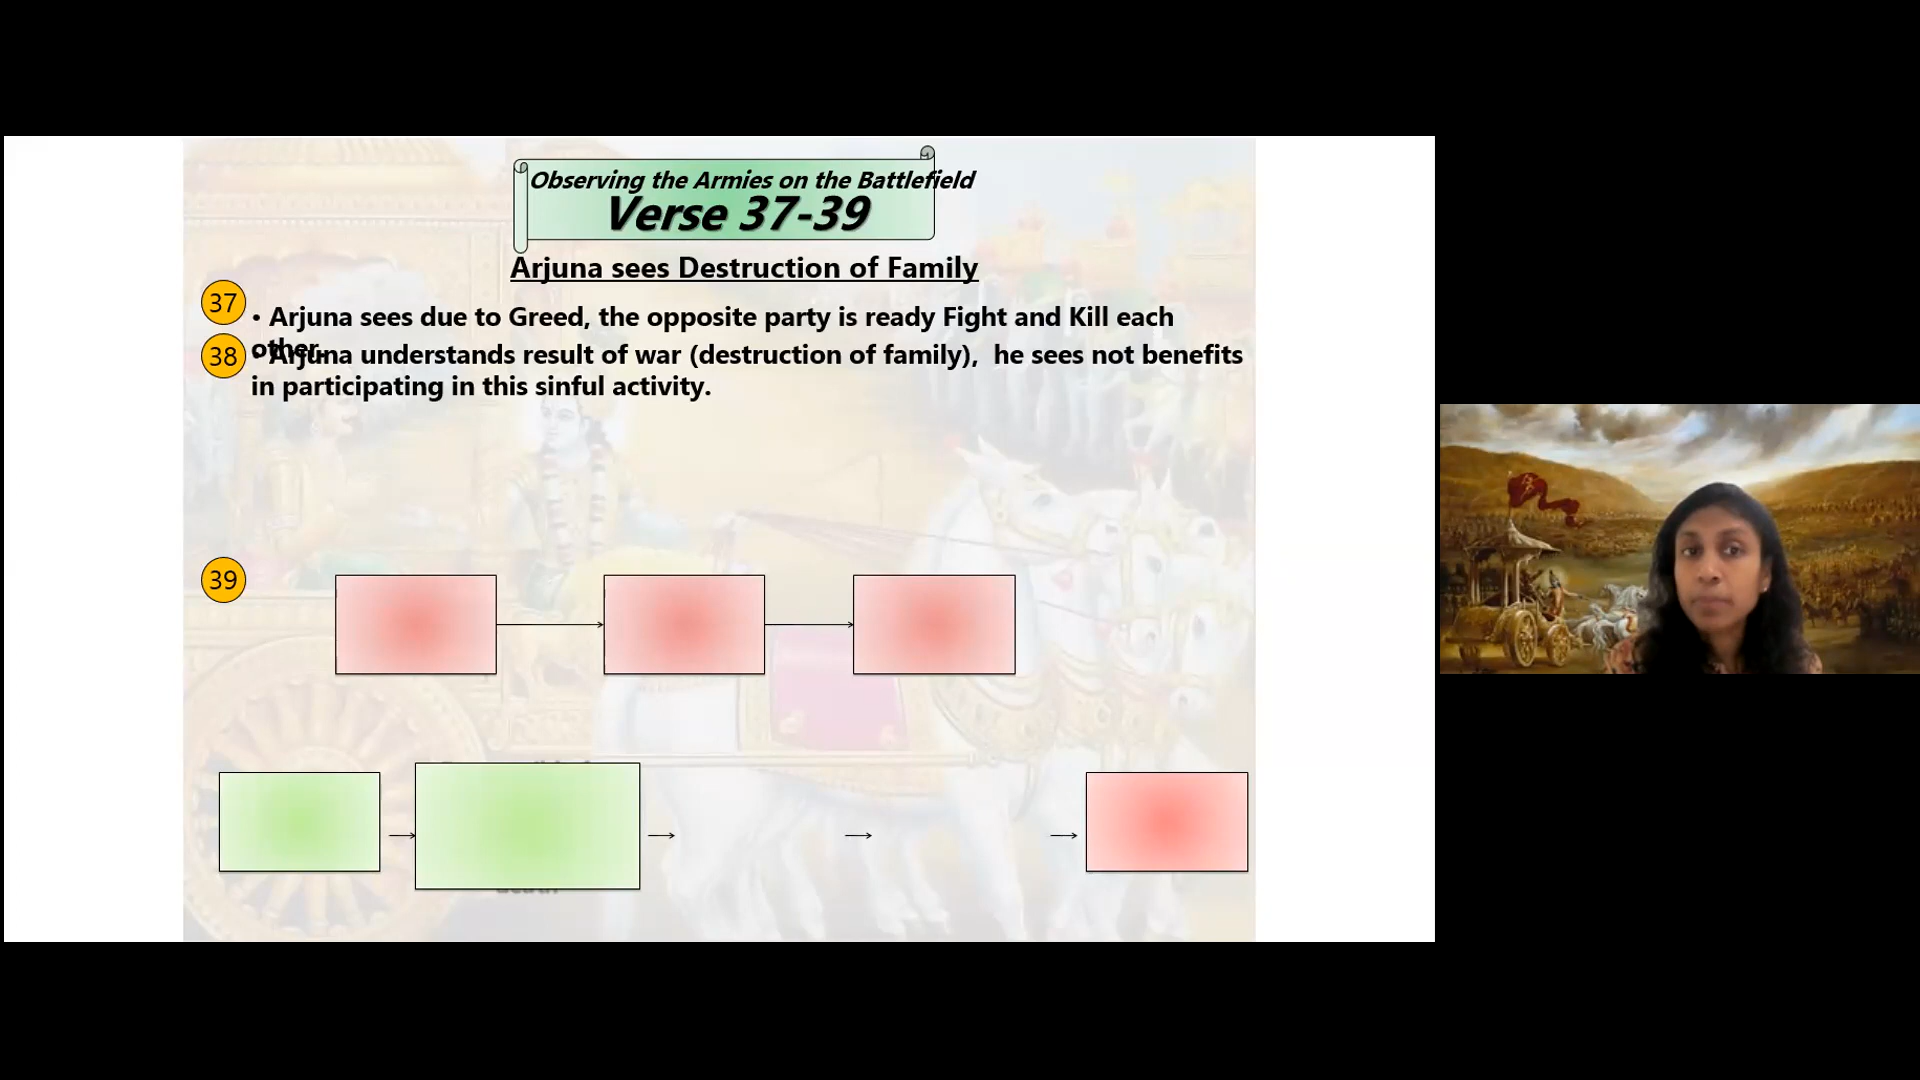 Observing the Armies on the Battlefield
Verse 37-39
Arjuna sees Destruction of Family
37
• Arjuna sees due to Greed, the opposite party is ready Fight and Kill each
other.
38
• Arjuna understands result of war (destruction of family),  he sees not benefits
in participating in this sinful activity.
39